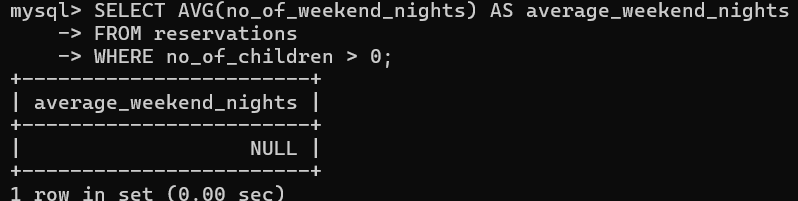 mysql> SELECT AVG(no_of_weekend_nights) AS average_weekend_nights
    -> FROM reservations
    -> WHERE no_of_children > 0;
+------------------------+
| average_weekend_nights |
+------------------------+
|                   NULL |
+------------------------+
1 row in set (0.00 sec)